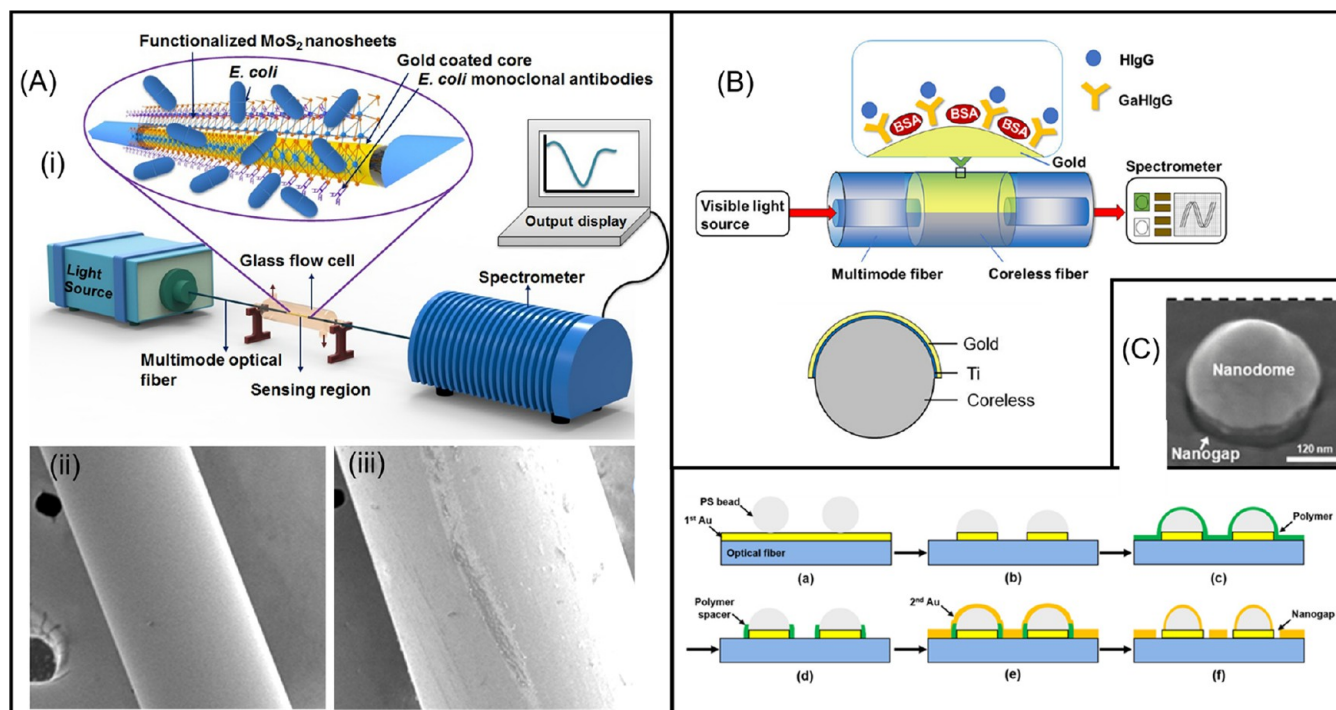 (A)
Functionalized MoS₂ nanosheets
E. coli
Gold coated core
E. coli monoclonal antibodies
(i)
Output display
Light
Source
Glass flow cell
Spectrometer
Multimode optical
fiber
Sensing region
(ii)
(iii)
(B)
HIgG
GaHIgG
BSA
BSA
BSA
Gold
Visible light
source
Spectrometer
Multimode fiber
Coreless fiber
Gold
Ti
Coreless
(C)
Nanodome
Nanogap
120 nm
PS bead
1st Au
Optical fiber
(a)
(b)
Polymer
(c)
Polymer
spacer
(d)
2nd Au
(e)
Nanogap
(f)